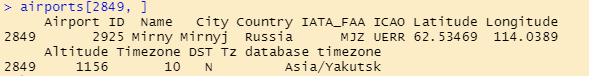 > airports[2849, ]
Airport ID Name City Country IATA_FAA ICAO Latitude Longitude
2849 2925 Mirny Mirnyj Russia MJZ UERR 62.53469 114.0389
Altitude Timezone DST Tz database timezone
2849 1156 10 N Asia/Yakutsk